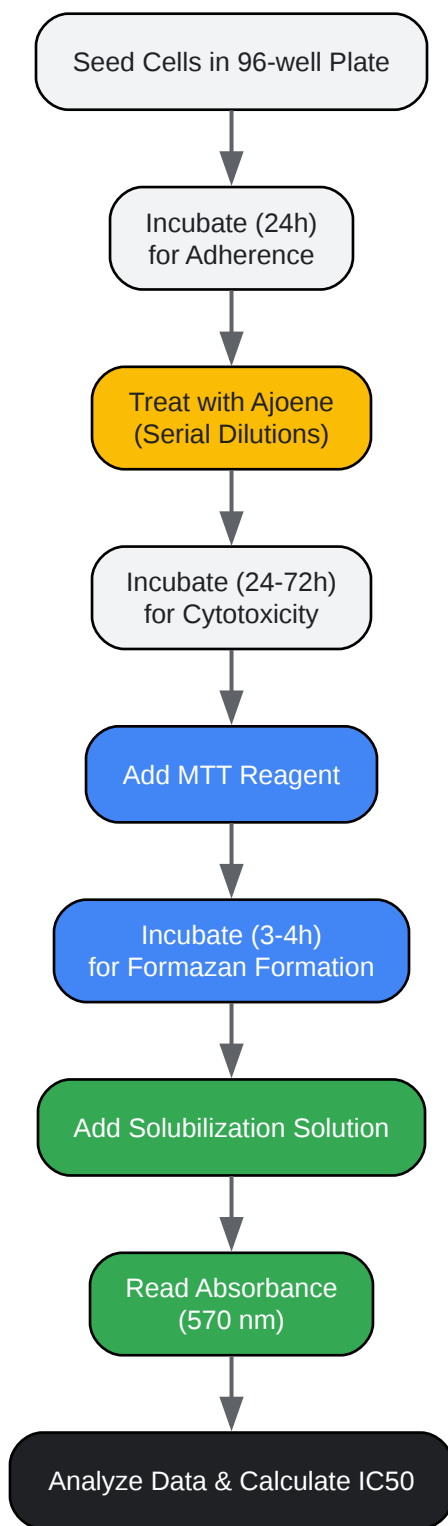 Seed Cells in 96-well Plate
Incubate (24h)
for Adherence
Treat with Ajoene
(Serial Dilutions)
Incubate (24-72h)
for Cytotoxicity
Add MTT Reagent
Incubate (3-4h)
for Formazan Formation
Add Solubilization Solution
Read Absorbance
(570 nm)
Analyze Data & Calculate IC50